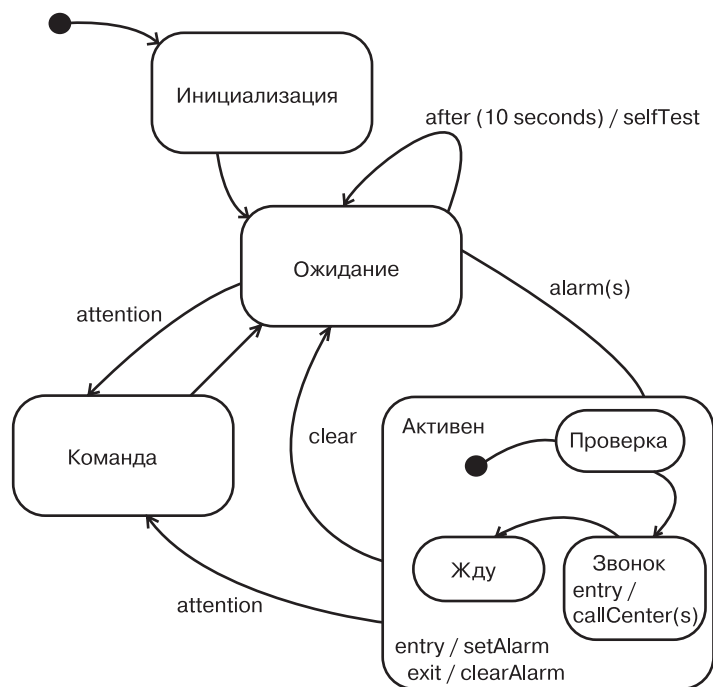 Инициализация
after (10 seconds) / selfTest
Ожидание
alarm(s)
attention
Команда
clear
Активен
Проверка
Жду
Звонок
entry /
callCenter(s)
attention
entry / setAlarm
exit / clearAlarm